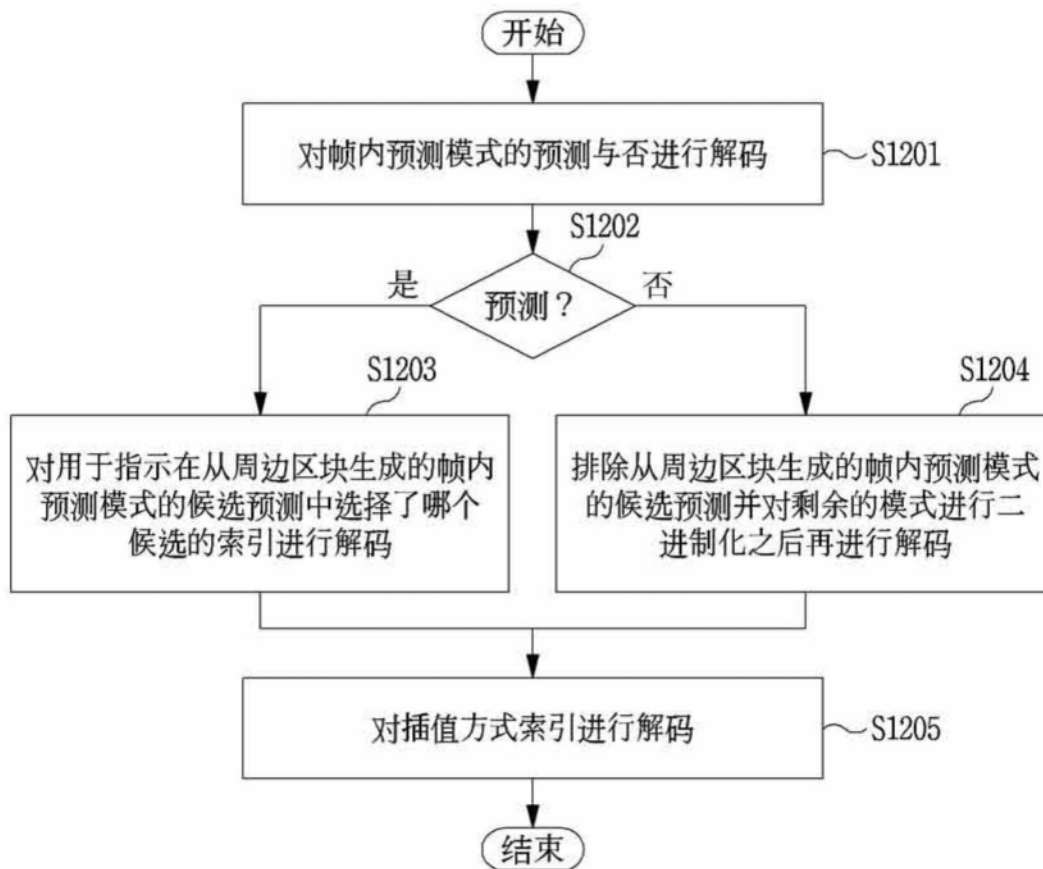 开始
对帧内预测模式的预测与否进行解码
S1201
S1202
是
预测？
否
S1203
S1204
对用于指示在从周边区块生成的帧内
预测模式的候选预测中选择了哪个
候选的索引进行解码
排除从周边区块生成的帧内预测模式
的候选预测并对剩余的模式进行二
进制化之后再进行解码
对插值方式索引进行解码
S1205
结束